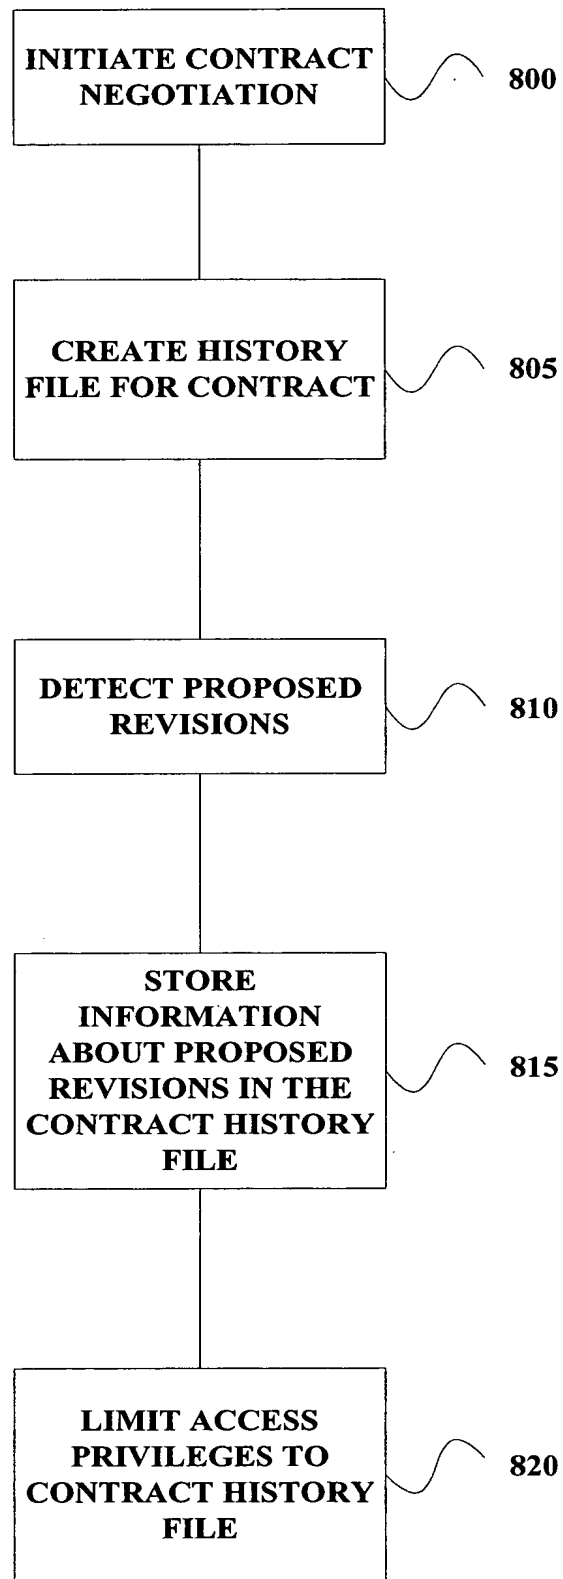 INITIATE CONTRACT
NEGOTIATION
800
CREATE HISTORY
FILE FOR CONTRACT
805
DETECT PROPOSED
REVISIONS
810
STORE
INFORMATION
ABOUT PROPOSED
REVISIONS IN THE
CONTRACT HISTORY
FILE
815
LIMIT ACCESS
PRIVILEGES TO
CONTRACT HISTORY
FILE
820